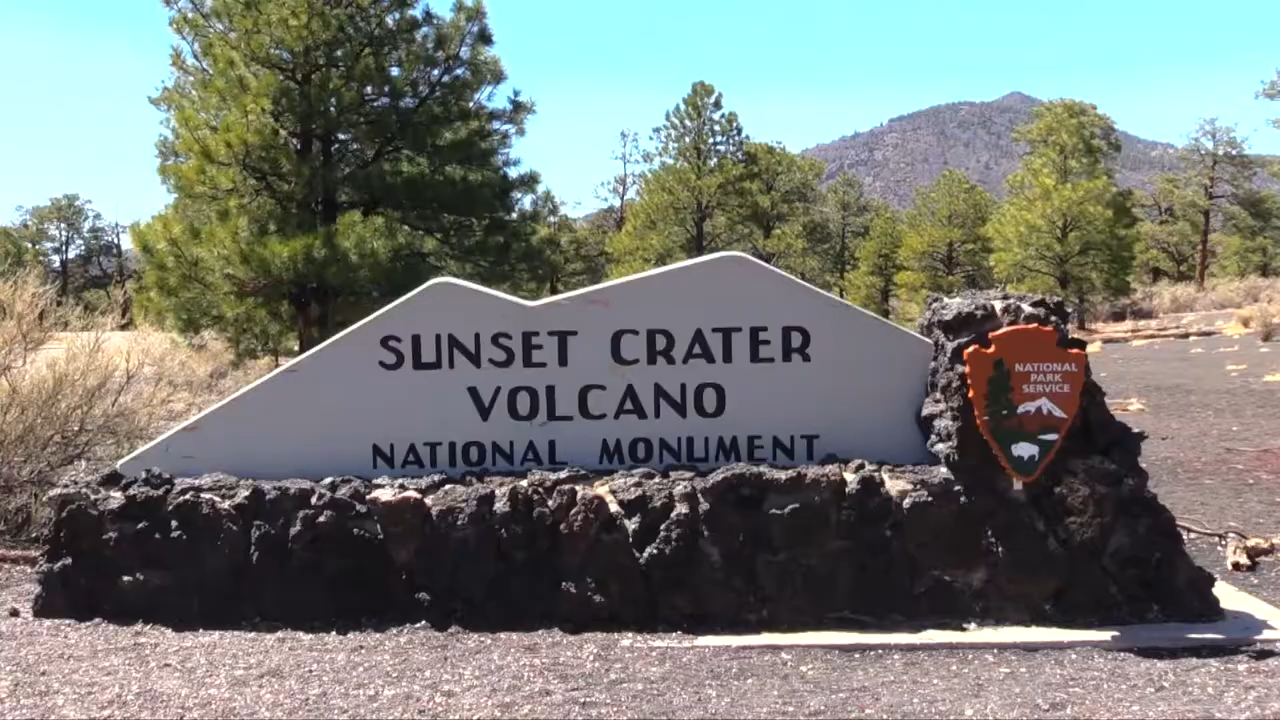 SUNSET CRATER
VOLCANO
NATIONAL MONUMENT
NATIONAL
PARK
SERVICE